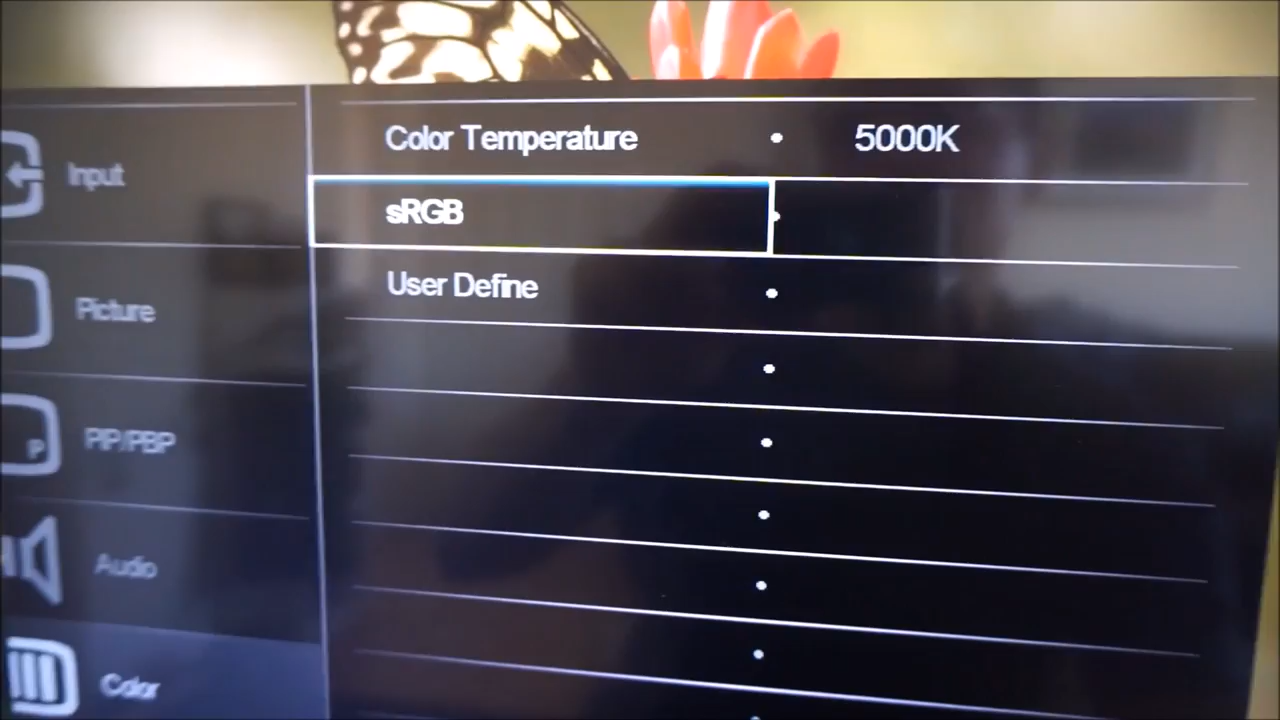 Input
Picture
P
PIP/PBP
Audio
Color
Color Temperature
5000K
sRGB
User Define